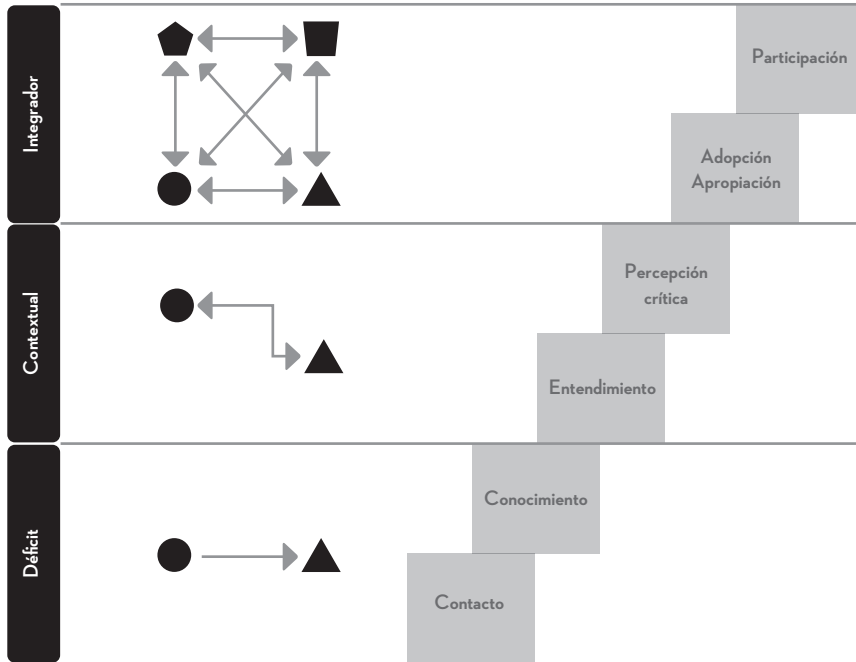 Integrador
Participación
Adopción
Apropiación
Contextual
Percepción
crítica
Entendimiento
Déficit
Conocimiento
Contacto